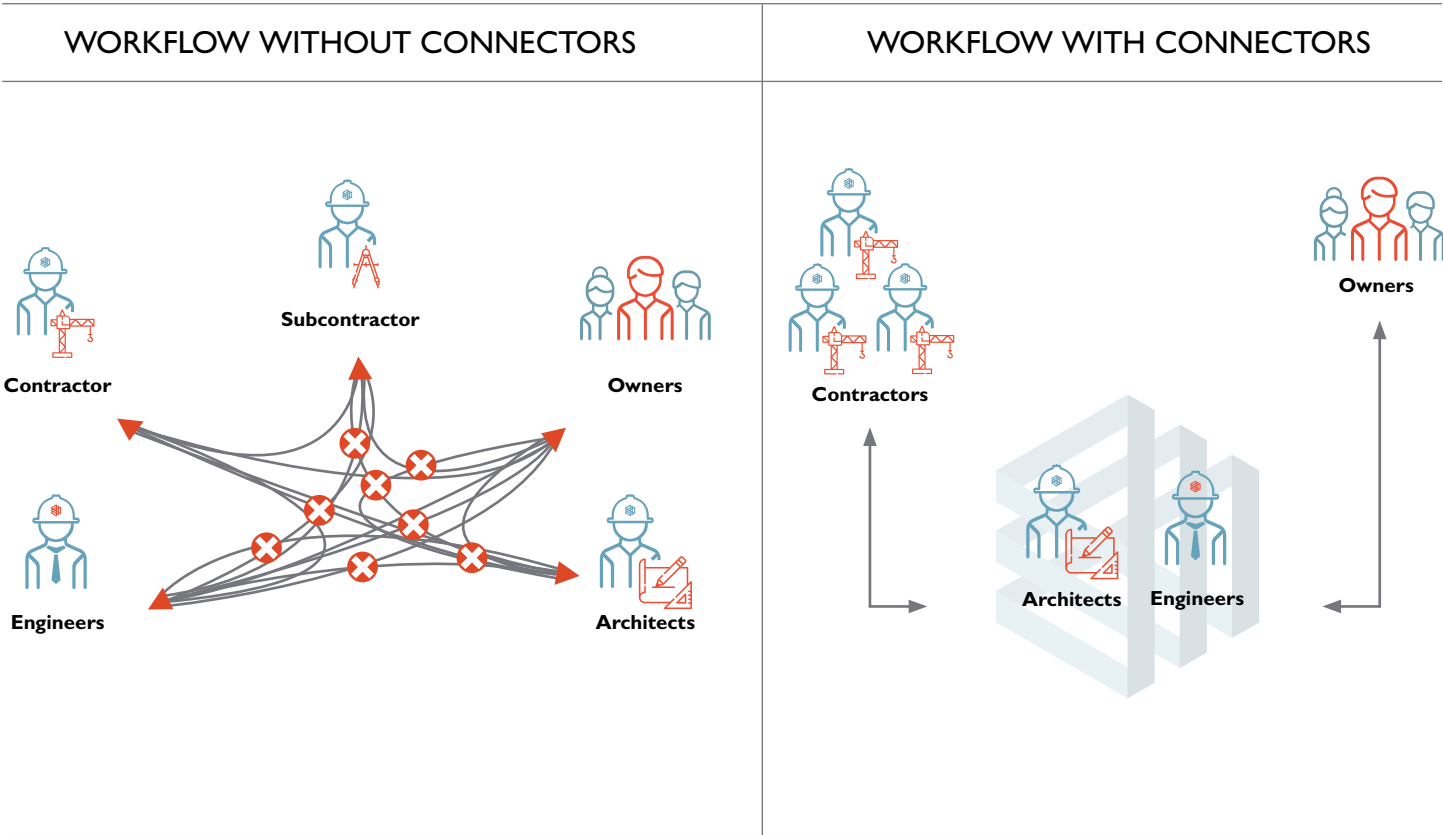 WORKFLOW WITHOUT CONNECTORS
WORKFLOW WITH CONNECTORS
Subcontractor
Contractor
Owners
Engineers
Architects
Owners
Contractors
Architects
Engineers